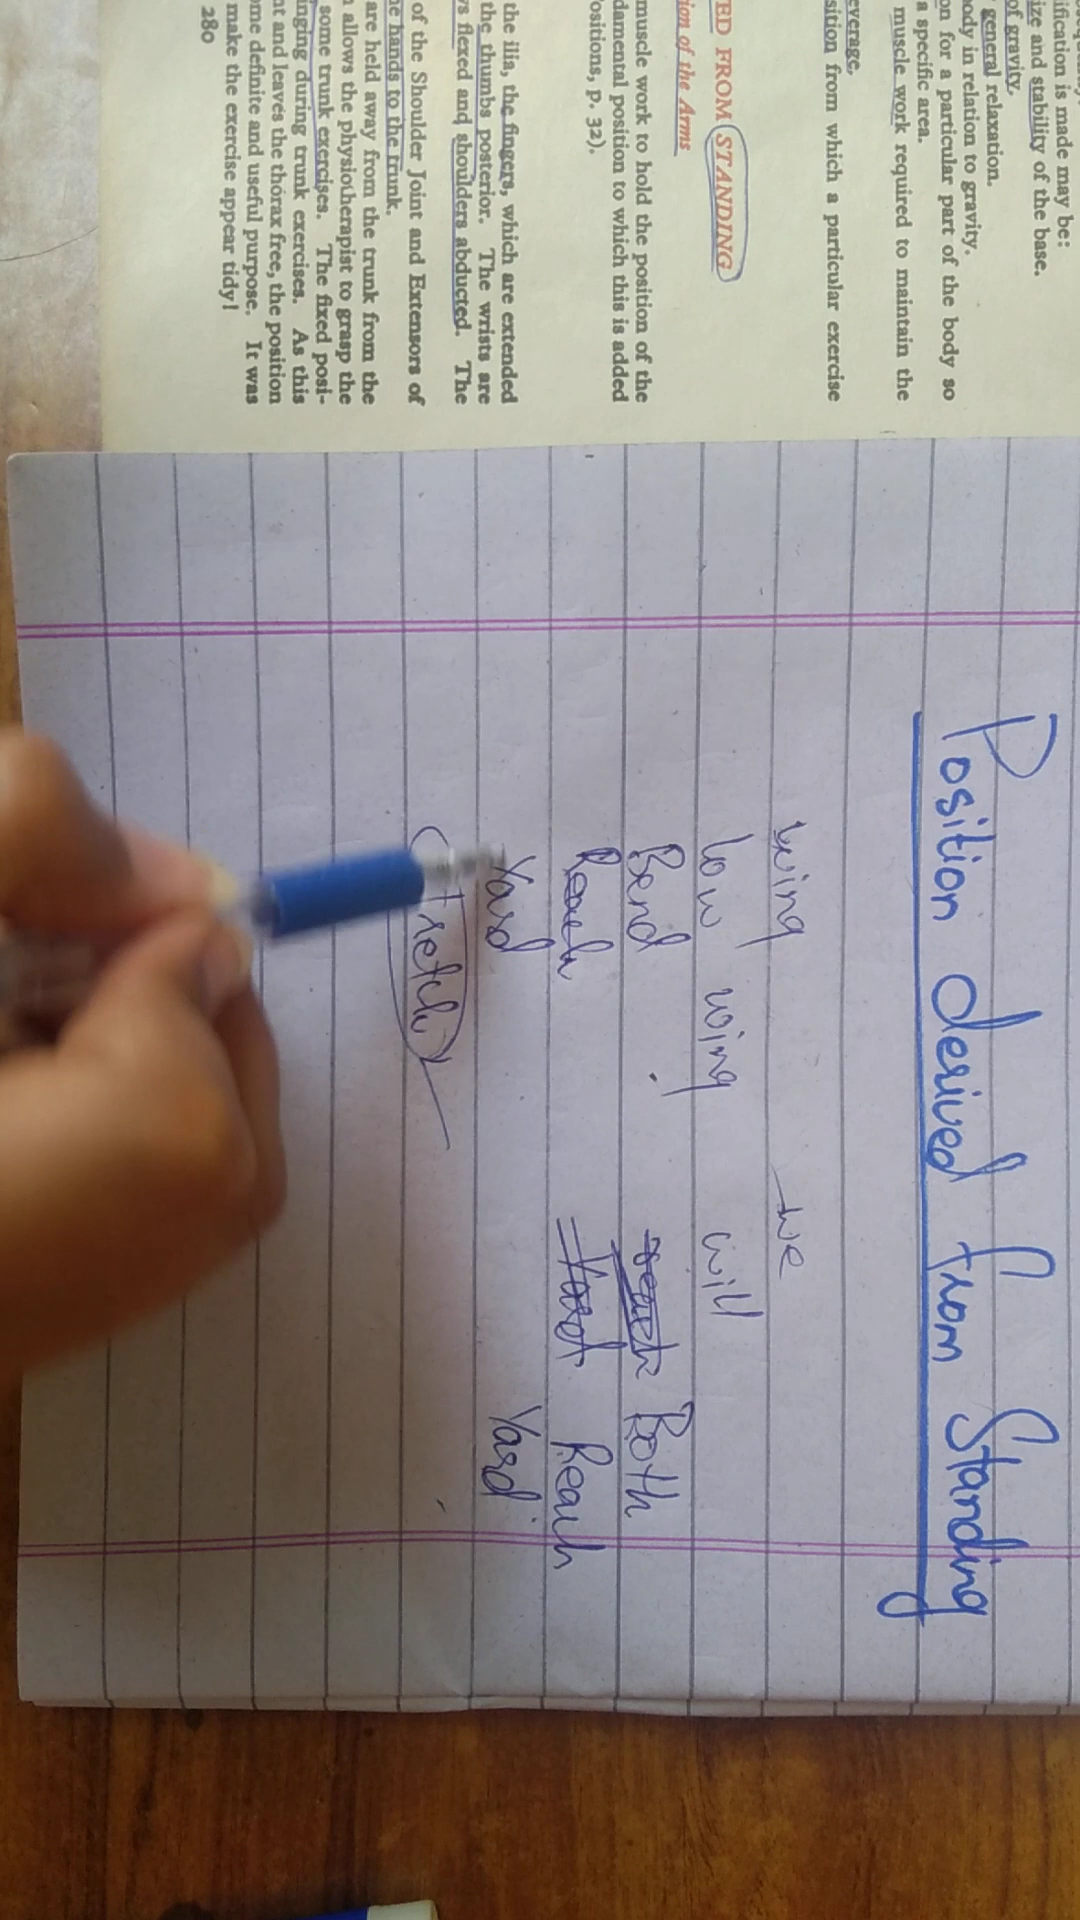 ification is made may be:
ize and stability of the base.
of gravity.
general relaxation.
body in relation to gravity.
on for a particular part of the body so
a specific area.
muscle work required to maintain the
everage.
sition from which a particular exercise
ED FROM STANDING
ion of the Arms
muscle work to hold the position of the
damental position to which this is added
ositions, p. 32).
the ilia, the fingers, which are extended
the thumbs posterior. The wrists are
ws flexed and shoulders abducted. The
of the Shoulder Joint and Extensors of
he hands to the trunk.
are held away from the trunk from the
allows the physiotherapist to grasp the
some trunk exercises. The fixed posi-
inging during trunk exercises. As this
nt and leaves the thorax free, the position
ome definite and useful purpose. It was
make the exercise appear tidy!
280
Position derived from Standing
wing we
low wing will
Bend reach Both
Reach Yard Reach
Yard Yard
tretch